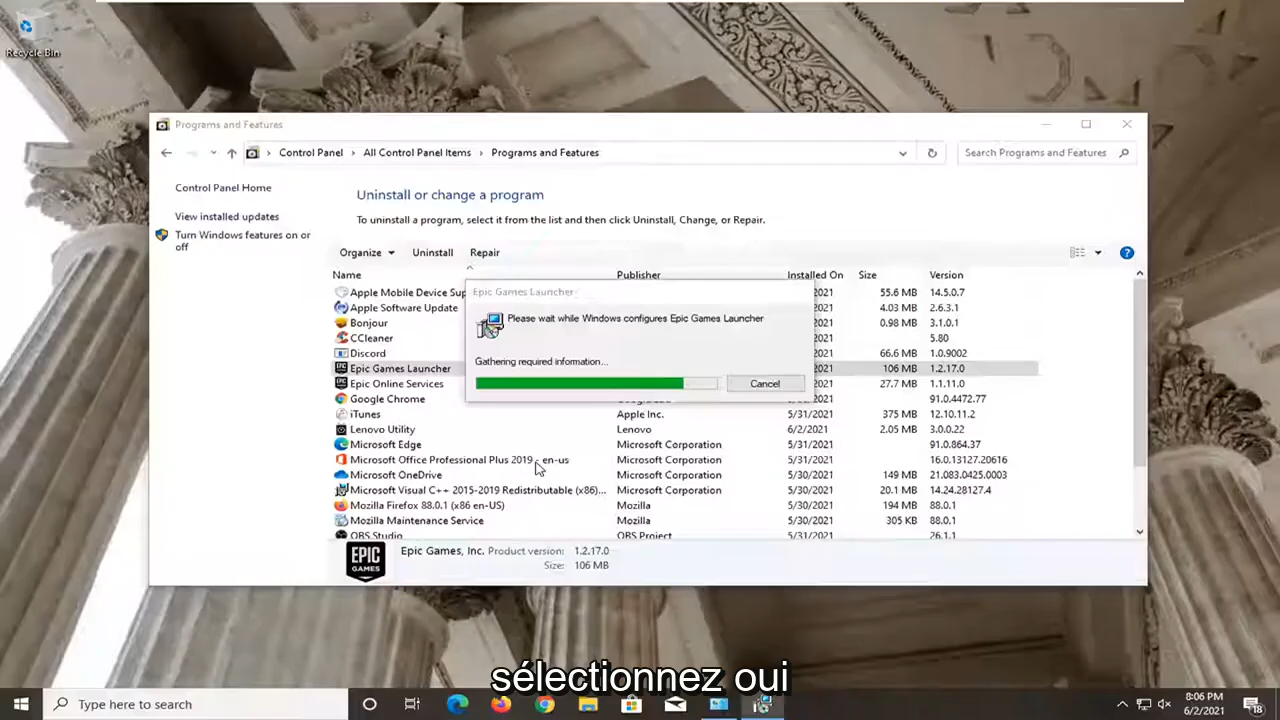 Recycle Bin
Programs and Features
Control Panel > All Control Panel Items > Programs and Features
Search Programs and Features
Control Panel Home
View installed updates
Turn Windows features on or
off
Uninstall or change a program
To uninstall a program, select it from the list and then click Uninstall, Change, or Repair.
Organize Uninstall Repair
Name Publisher Installed On Size Version
Apple Mobile Device Sup 2021 55.6 MB 14.5.0.7
Apple Software Update 2021 4.03 MB 2.6.3.1
Bonjour 2021 0.98 MB 3.1.0.1
CCleaner 2021 5.80
Discord 2021 66.6 MB 1.0.9002
Epic Games Launcher 2021 106 MB 1.2.17.0
Epic Online Services 2021 27.7 MB 1.1.11.0
Google Chrome 2021 91.0.4472.77
iTunes Apple Inc. 5/31/2021 375 MB 12.10.11.2
Lenovo Utility Lenovo 6/2/2021 2.05 MB 3.0.0.22
Microsoft Edge Microsoft Corporation 5/31/2021 91.0.864.37
Microsoft Office Professional Plus 2019 - en-us Microsoft Corporation 5/31/2021 16.0.13127.20616
Microsoft OneDrive Microsoft Corporation 5/30/2021 149 MB 21.083.0425.0003
Microsoft Visual C++ 2015-2019 Redistributable (x86)... Microsoft Corporation 5/30/2021 20.1 MB 14.24.28127.4
Mozilla Firefox 88.0.1 (x86 en-US) Mozilla 5/30/2021 194 MB 88.0.1
Mozilla Maintenance Service Mozilla 5/30/2021 305 KB 88.0.1
OBS Studio OBS Project 5/30/2021 26.1.1
Epic Games Launcher
Please wait while Windows configures Epic Games Launcher
Gathering required information...
Cancel
EPIC
GAMES
Epic Games, Inc. Product version: 1.2.17.0
Size: 106 MB
sélectionnez oui
Type here to search
8:06 PM
6/2/2021
18